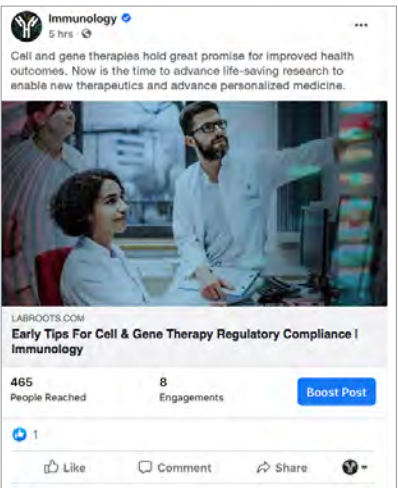 Immunology
5 hrs ·
Cell and gene therapies hold great promise for improved health
outcomes. Now is the time to advance life-saving research to
enable new therapeutics and advance personalized medicine.
LABROOTS.COM
Early Tips For Cell & Gene Therapy Regulatory Compliance |
Immunology
465
People Reached
8
Engagements
Boost Post
1
Like
Comment
Share